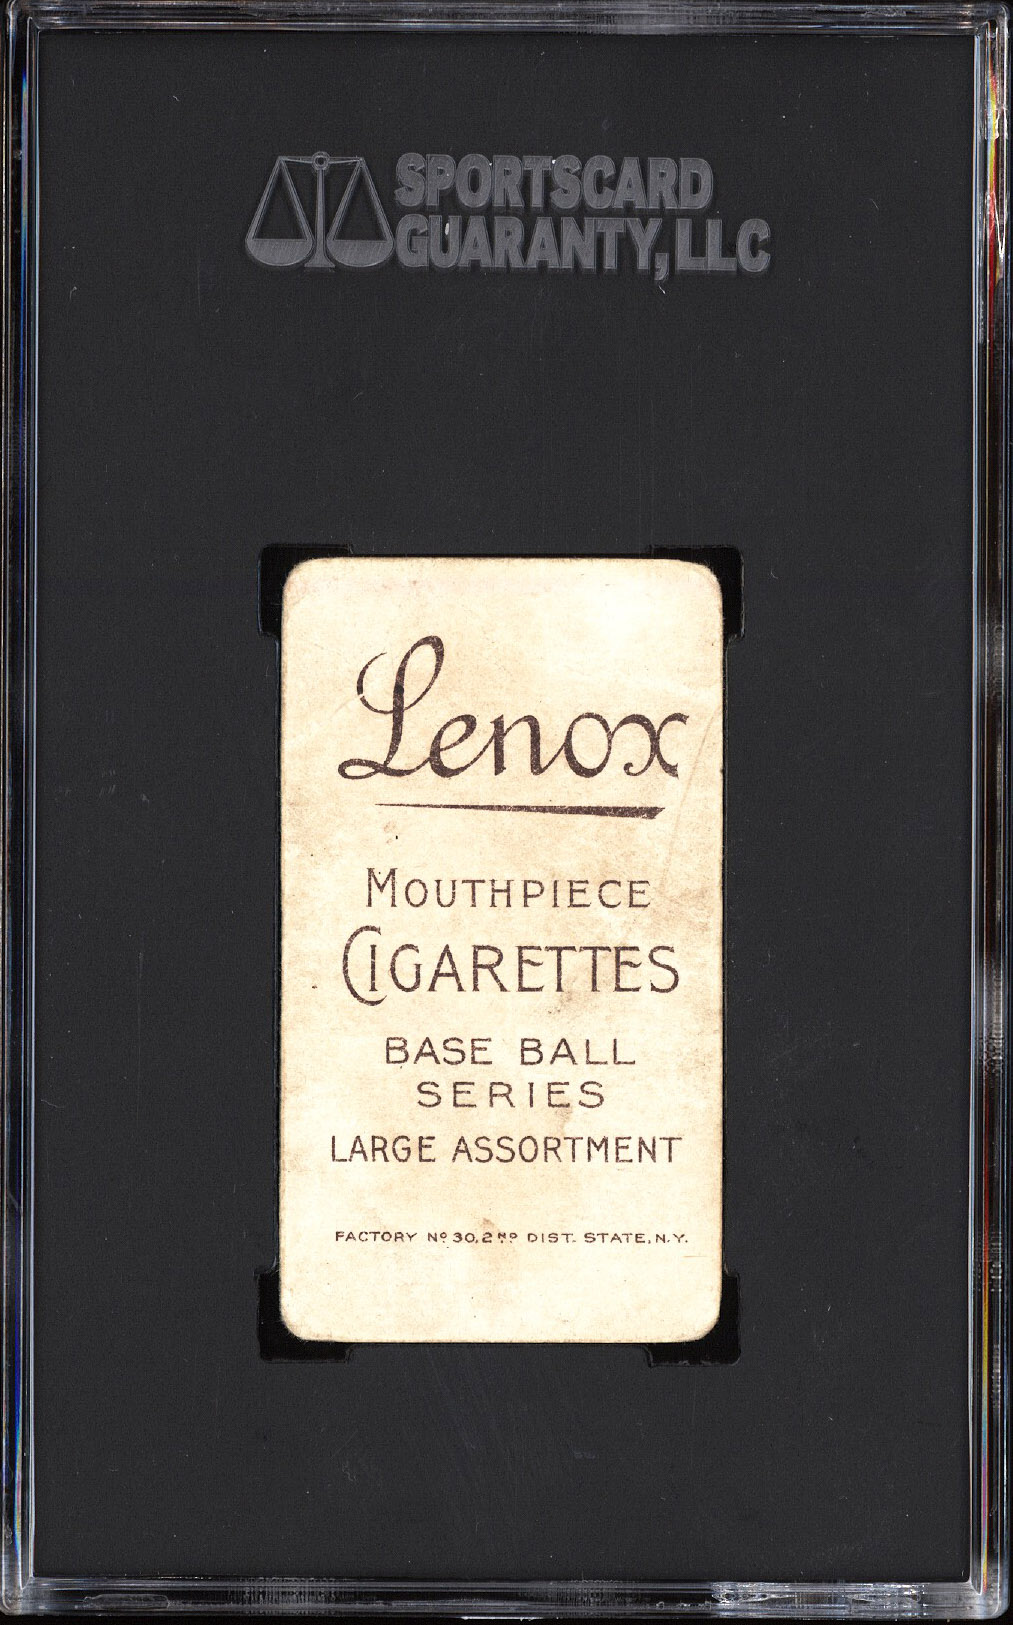 SPORTSCARD
GUARANTY, LLC
Lenox
MOUTHPIECE
CIGARETTES
BASE BALL
SERIES
LARGE ASSORTMENT
FACTORY Nº 30, 2ND DIST. STATE, N.Y.